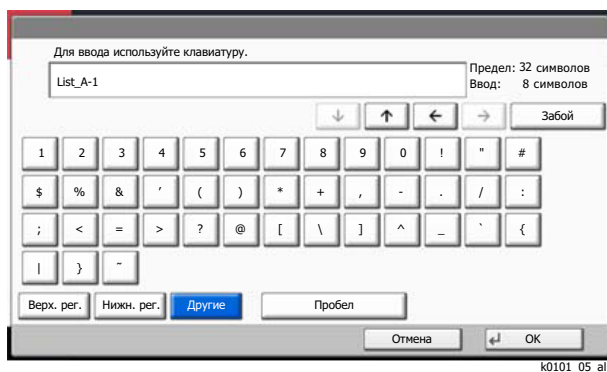 Для ввода используйте клавиатуру.
List_A-1
Предел: 32 символов
Ввод: 8 символов
↓ ↑ ← → Забой
1 2 3 4 5 6 7 8 9 0 ! " #
$ % & ' ( ) * + , - . / :
; < = > ? @ [ \ ] ^ _ ` {
| } ~
Верх. рег. Нижн. рег. Другие Пробел
Отмена OK
k0101_05_al